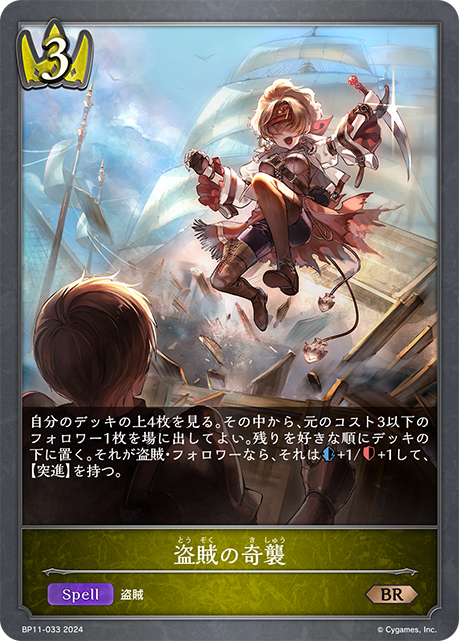 3
自分のデッキの上4枚を見る。その中から、元のコスト3以下の
フォロワー1枚を場に出してよい。残りを好きな順にデッキの
下に置く。それが盗賊・フォロワーなら、それは+1/+1して、
【突進】を持つ。
とうぞく きしゅう
盗賊の奇襲
Spell 盗賊 BR
BP11-033 2024 © Cygames, Inc.